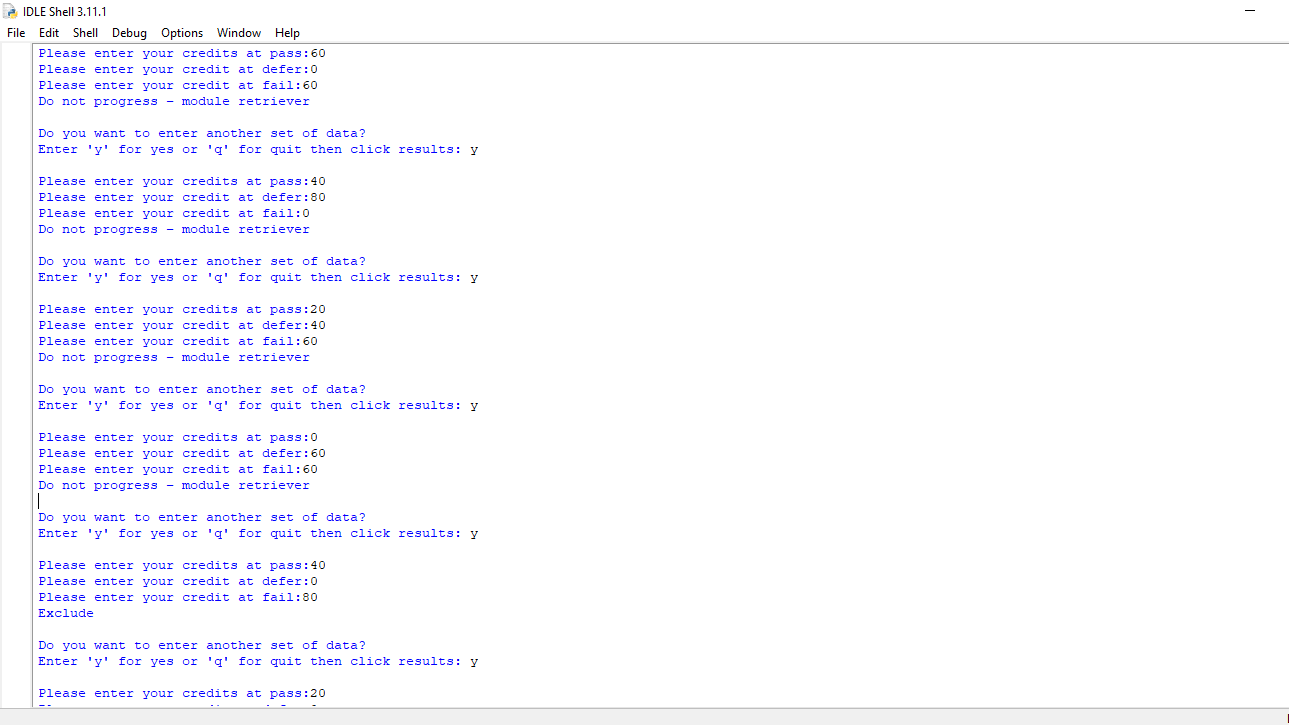 IDLE Shell 3.11.1
File Edit Shell Debug Options Window Help
Please enter your credits at pass:60
Please enter your credit at defer:0
Please enter your credit at fail:60
Do not progress - module retriever
Do you want to enter another set of data?
Enter 'y' for yes or 'q' for quit then click results: y
Please enter your credits at pass:40
Please enter your credit at defer:80
Please enter your credit at fail:0
Do not progress - module retriever
Do you want to enter another set of data?
Enter 'y' for yes or 'q' for quit then click results: y
Please enter your credits at pass:20
Please enter your credit at defer:40
Please enter your credit at fail:60
Do not progress - module retriever
Do you want to enter another set of data?
Enter 'y' for yes or 'q' for quit then click results: y
Please enter your credits at pass:0
Please enter your credit at defer:60
Please enter your credit at fail:60
Do not progress - module retriever
Do you want to enter another set of data?
Enter 'y' for yes or 'q' for quit then click results: y
Please enter your credits at pass:40
Please enter your credit at defer:0
Please enter your credit at fail:80
Exclude
Do you want to enter another set of data?
Enter 'y' for yes or 'q' for quit then click results: y
Please enter your credits at pass:20